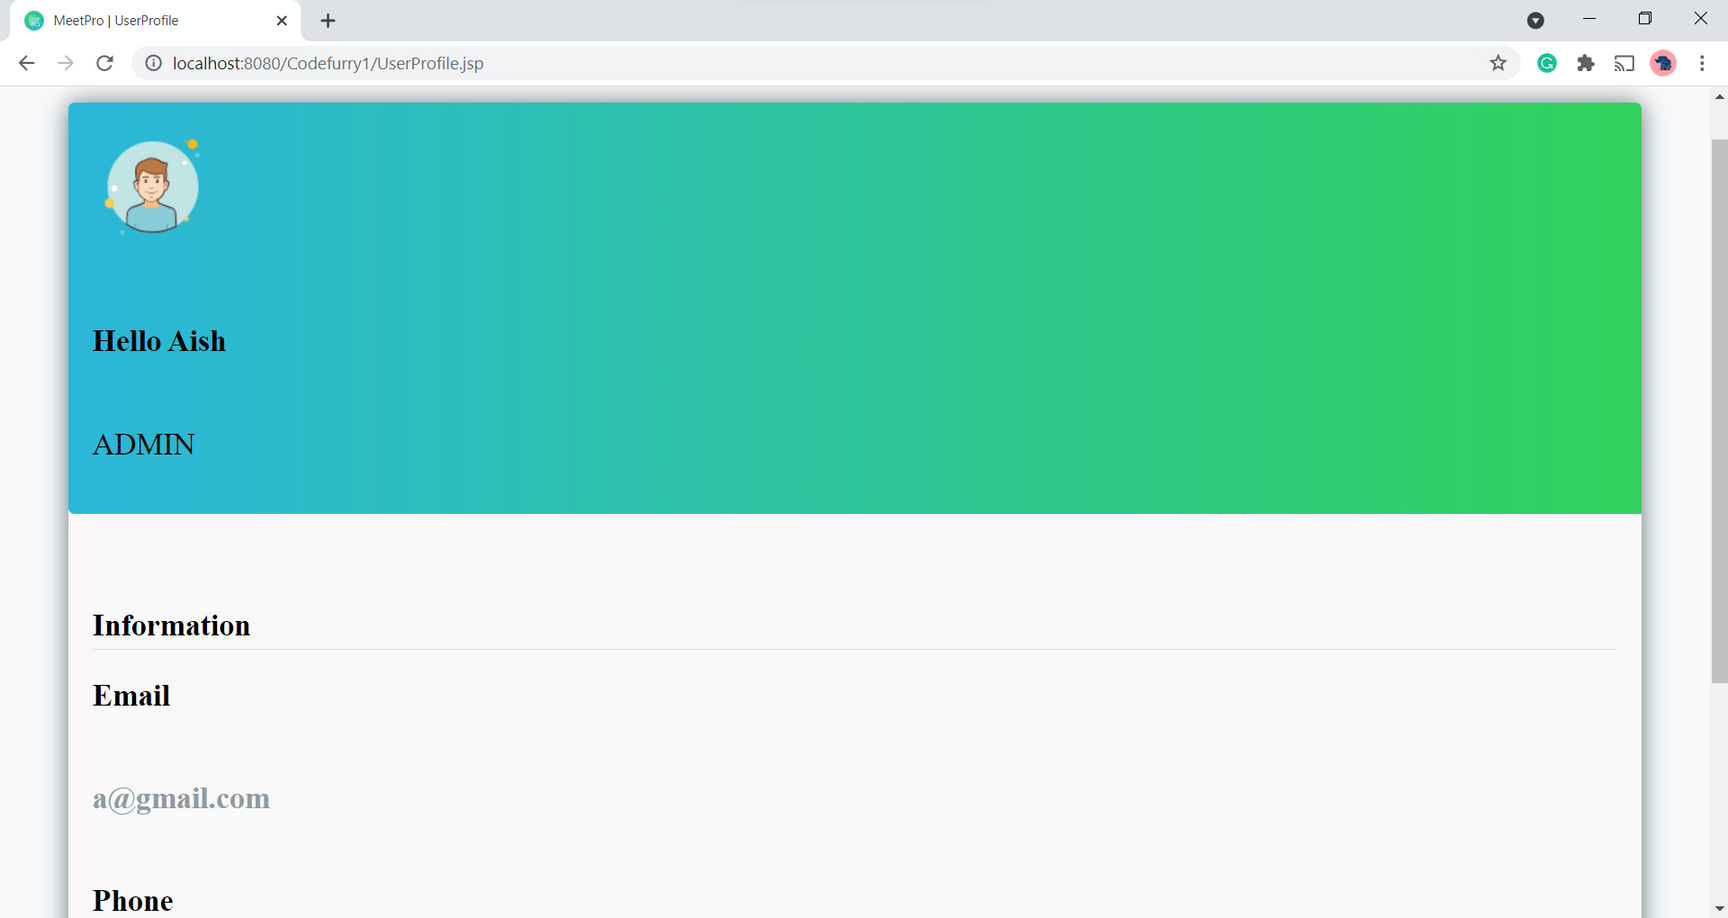 MeetPro | UserProfile
localhost:8080/Codefurry1/UserProfile.jsp
Hello Aish
ADMIN
Information
Email
a@gmail.com
Phone